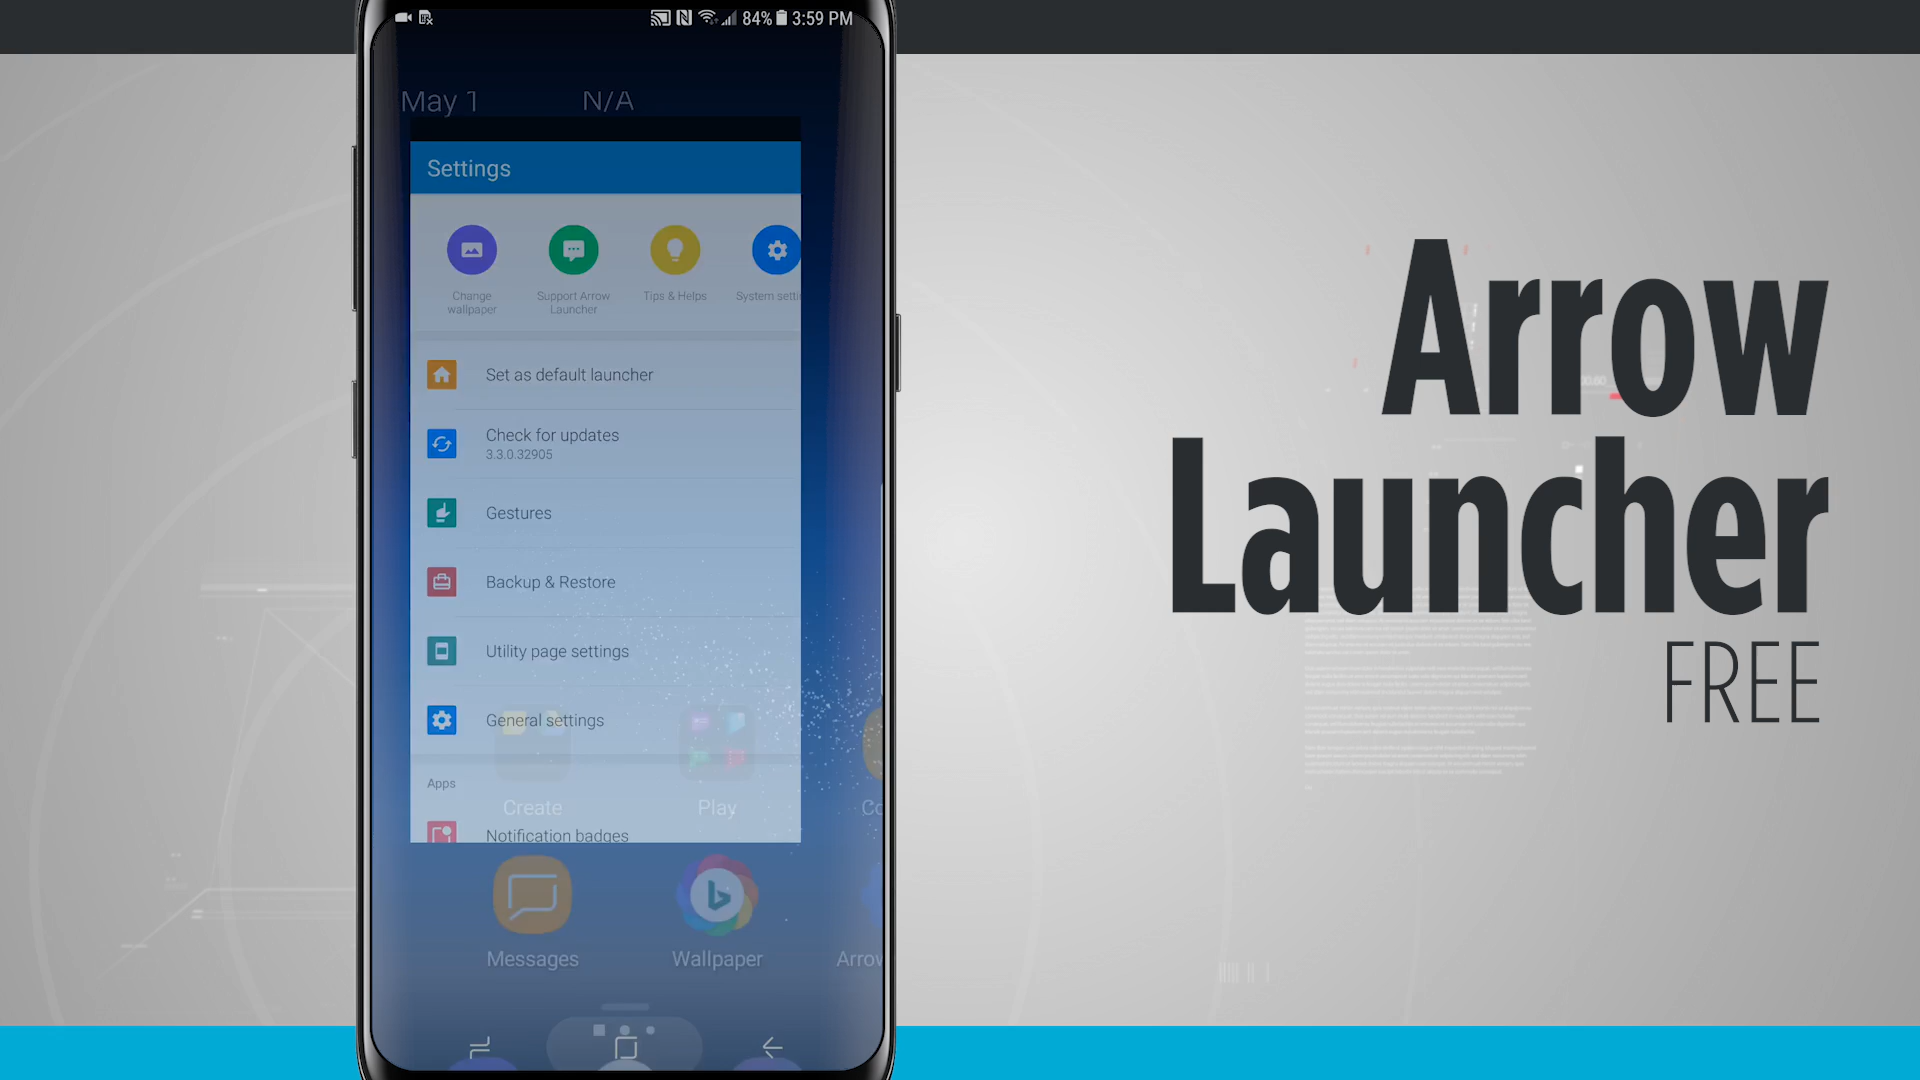 84% 3:59 PM
May 1 N/A
Settings
Change wallpaper
Support Arrow Launcher
Tips & Helps
System setti
Set as default launcher
Check for updates
3.3.0.32905
Gestures
Backup & Restore
Utility page settings
General settings
Apps
Notification badges
Create Play Co
Messages Wallpaper Arrow
Arrow
Launcher
FREE